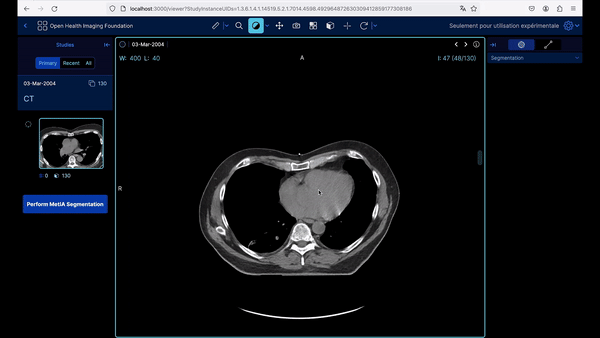 localhost:3000/viewer?StudyInstanceUIDs=1.3.6.1.4.1.14519.5.2.1.7014.4598.492964872630309412859177308186
Open Health Imaging Foundation
Seulement pour utilisation expérimentale
Studies
Primary Recent All
03-Mar-2004 130
CT
S: 0 130
Perform MetIA Segmentation
03-Mar-2004
W: 400 L: 40
A
I: 47 (48/130)
R
Segmentation